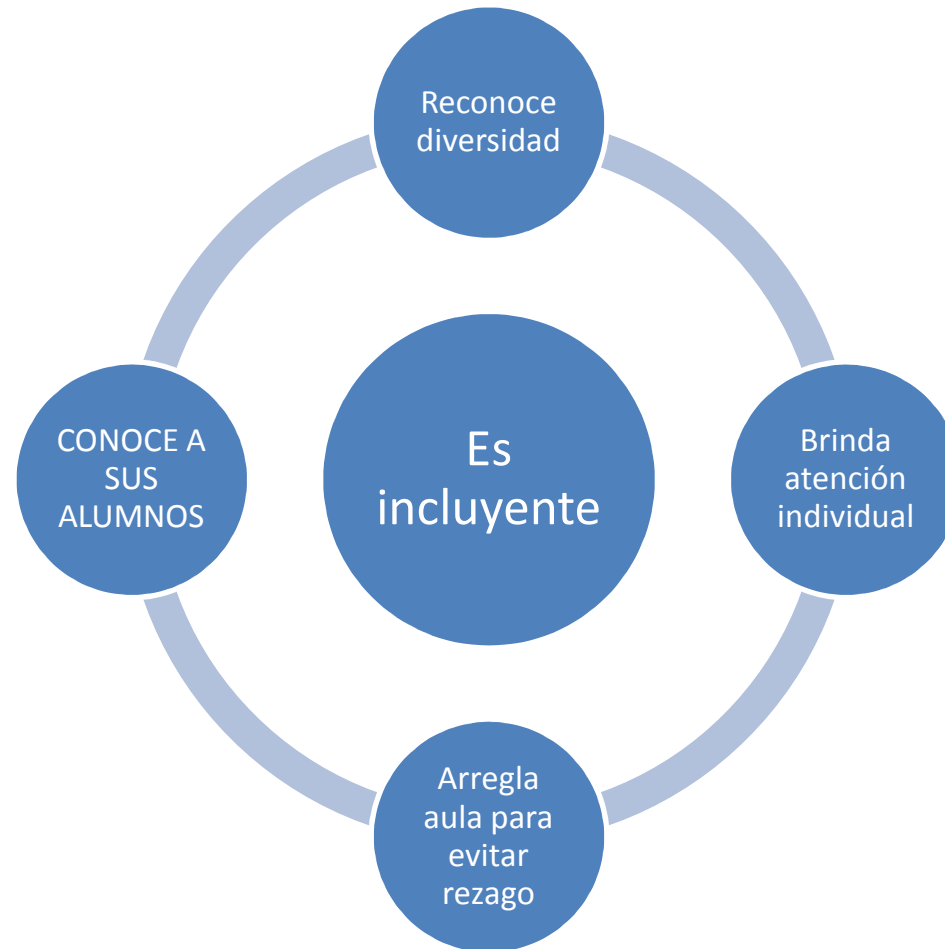 Reconoce
diversidad
CONOCE A
SUS
ALUMNOS
Es
incluyente
Brinda
atención
individual
Arregla
aula para
evitar
rezago